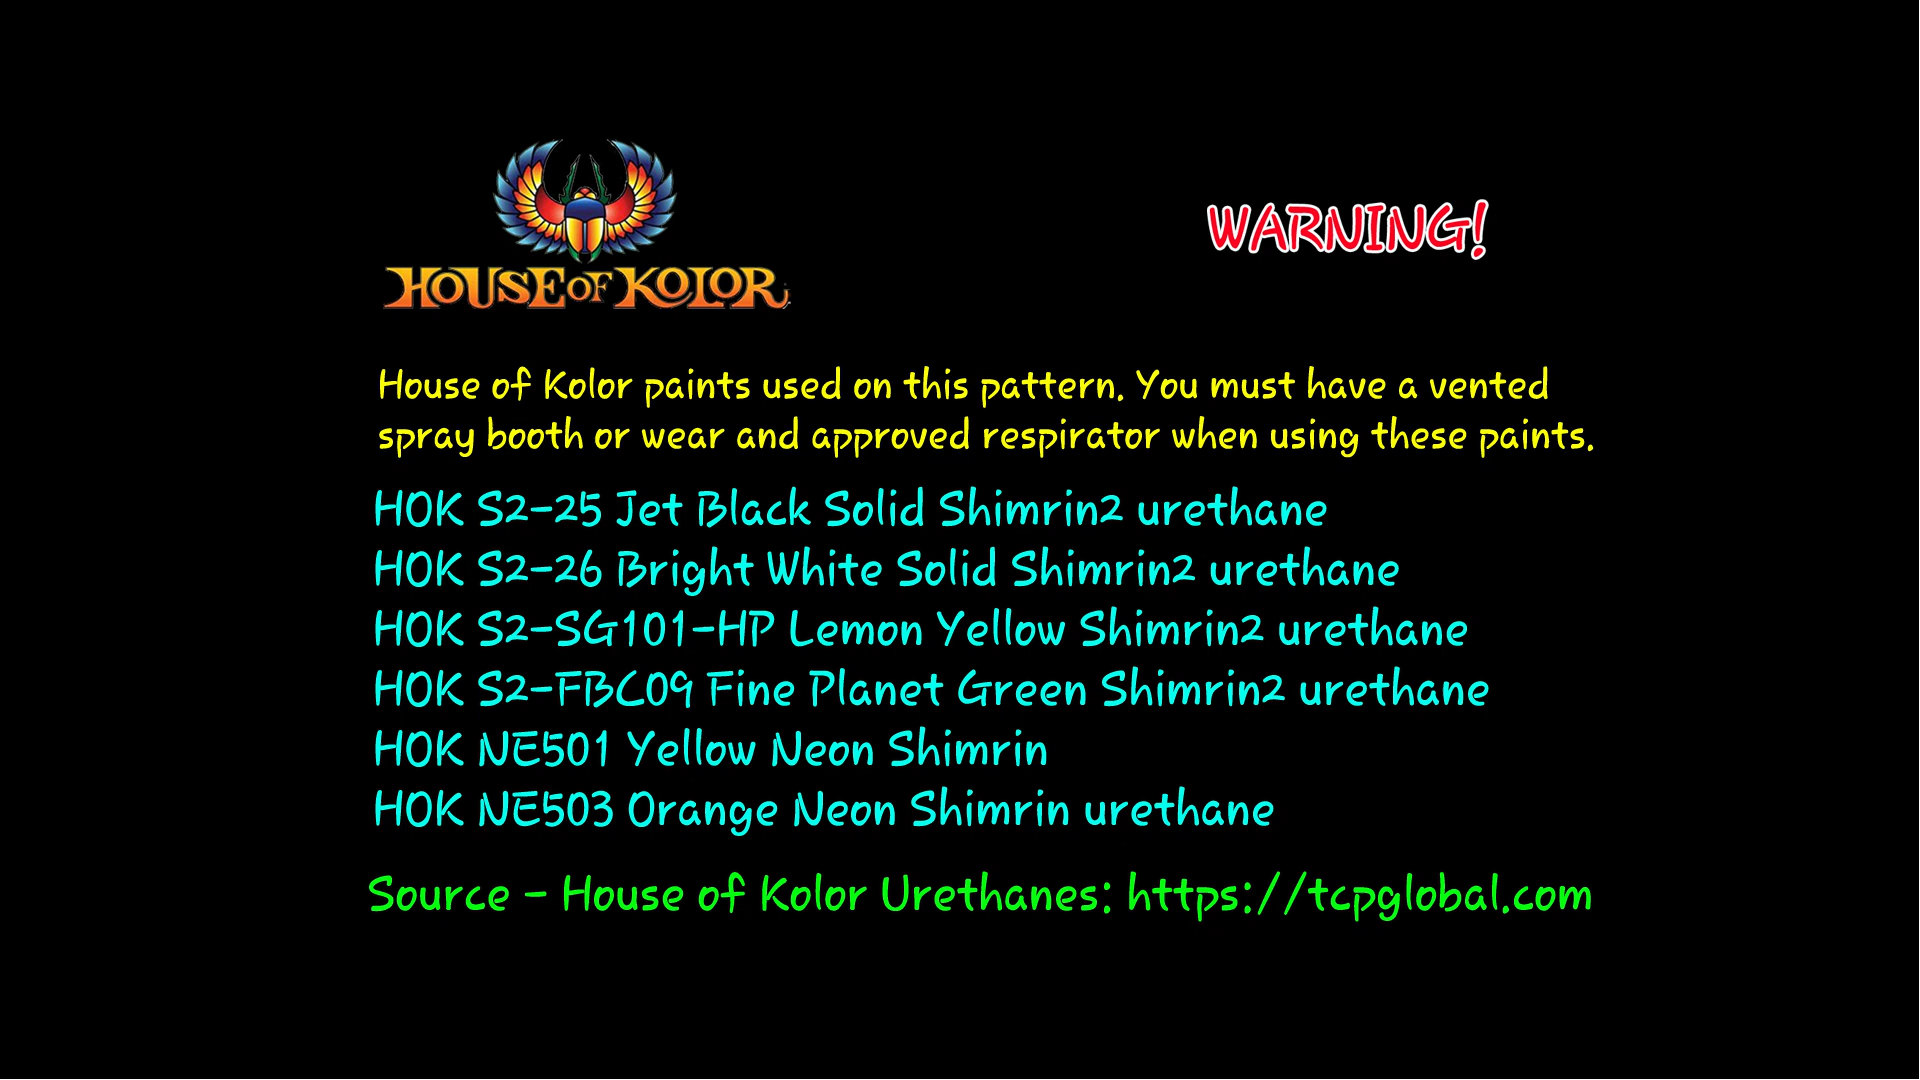 HOUSE OF KOLOR
WARNING!
House of Kolor paints used on this pattern. You must have a vented
spray booth or wear and approved respirator when using these paints.
HOK S2-25 Jet Black Solid Shimrin2 urethane
HOK S2-26 Bright White Solid Shimrin2 urethane
HOK S2-SG101-HP Lemon Yellow Shimrin2 urethane
HOK S2-FBC09 Fine Planet Green Shimrin2 urethane
HOK NE501 Yellow Neon Shimrin
HOK NE503 Orange Neon Shimrin urethane
Source - House of Kolor Urethanes: https://tcpglobal.com